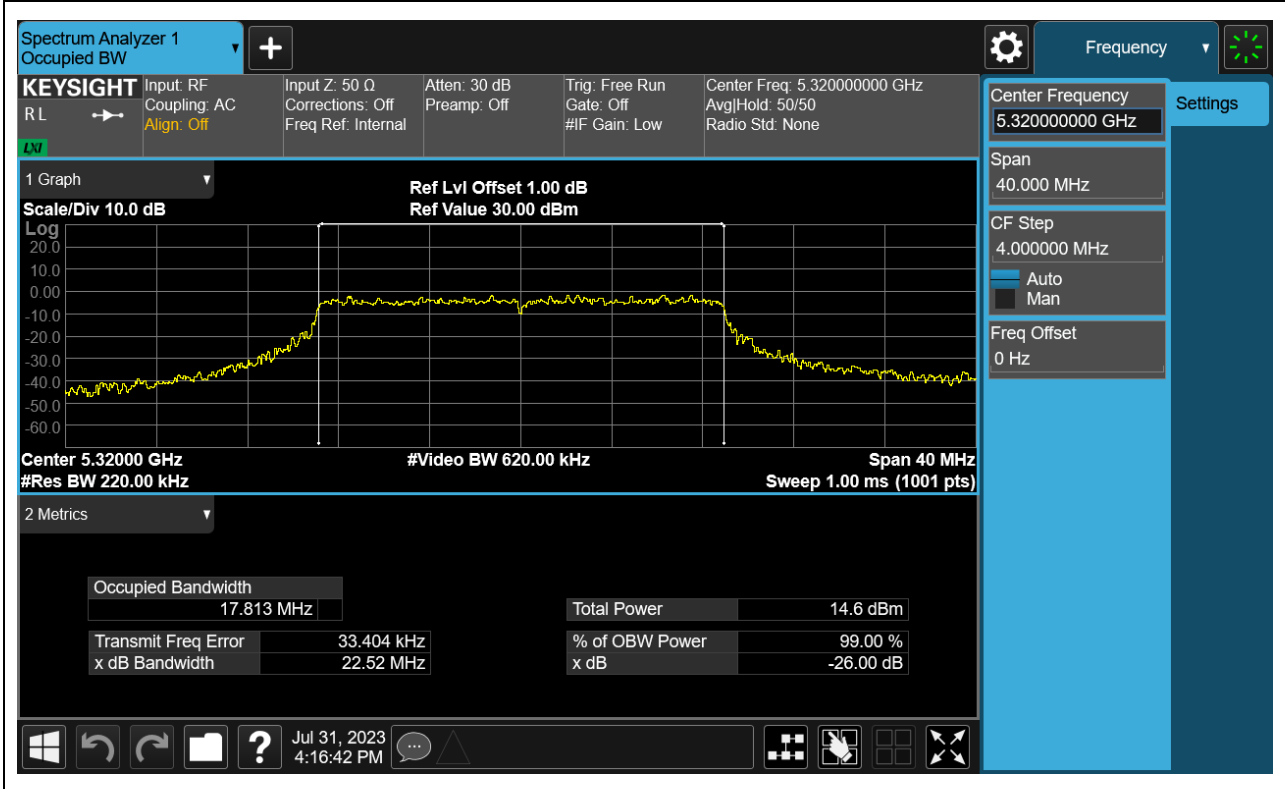 Spectrum Analyzer 1
Occupied BW
Frequency
KEYSIGHT
R L
LXI
Input: RF
Coupling: AC
Align: Off
Input Z: 50 Ω
Corrections: Off
Freq Ref: Internal
Atten: 30 dB
Preamp: Off
Trig: Free Run
Gate: Off
#IF Gain: Low
Center Freq: 5.320000000 GHz
Avg|Hold: 50/50
Radio Std: None
Center Frequency
5.320000000 GHz
Settings
Span
40.000 MHz
CF Step
4.000000 MHz
Auto
Man
Freq Offset
0 Hz
1 Graph
Scale/Div 10.0 dB
Ref Lvl Offset 1.00 dB
Ref Value 30.00 dBm
Log
20.0
10.0
0.00
-10.0
-20.0
-30.0
-40.0
-50.0
-60.0
Center 5.32000 GHz
#Video BW 620.00 kHz
Span 40 MHz
#Res BW 220.00 kHz
Sweep 1.00 ms (1001 pts)
2 Metrics
Occupied Bandwidth
17.813 MHz
Total Power 14.6 dBm
Transmit Freq Error 33.404 kHz
% of OBW Power 99.00 %
x dB Bandwidth 22.52 MHz
x dB -26.00 dB
?
Jul 31, 2023
4:16:42 PM